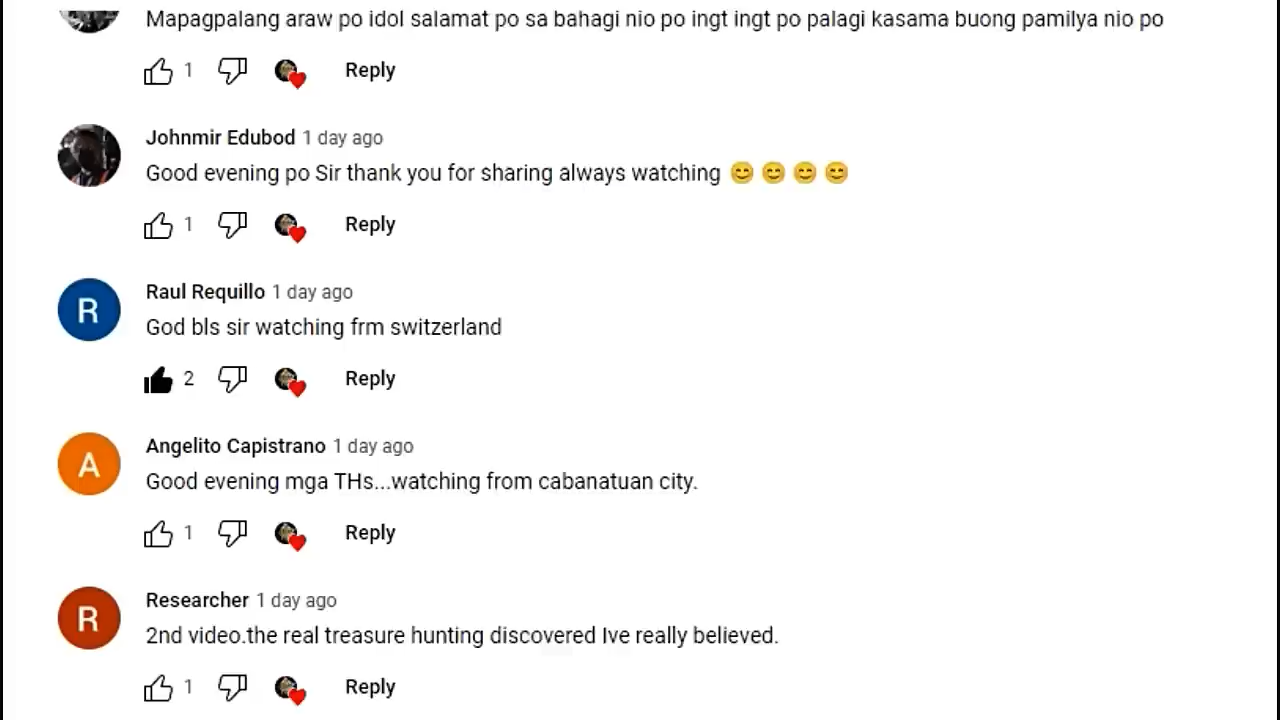 Mapagpalang araw po idol salamat po sa bahagi nio po ingt ingt po palagi kasama buong pamilya nio po
1 Reply
Johnmir Edubod 1 day ago
Good evening po Sir thank you for sharing always watching 😊 😊 😊 😊
1 Reply
R
Raul Requillo 1 day ago
God bls sir watching frm switzerland
2 Reply
A
Angelito Capistrano 1 day ago
Good evening mga THs...watching from cabanatuan city.
1 Reply
R
Researcher 1 day ago
2nd video.the real treasure hunting discovered Ive really believed.
1 Reply